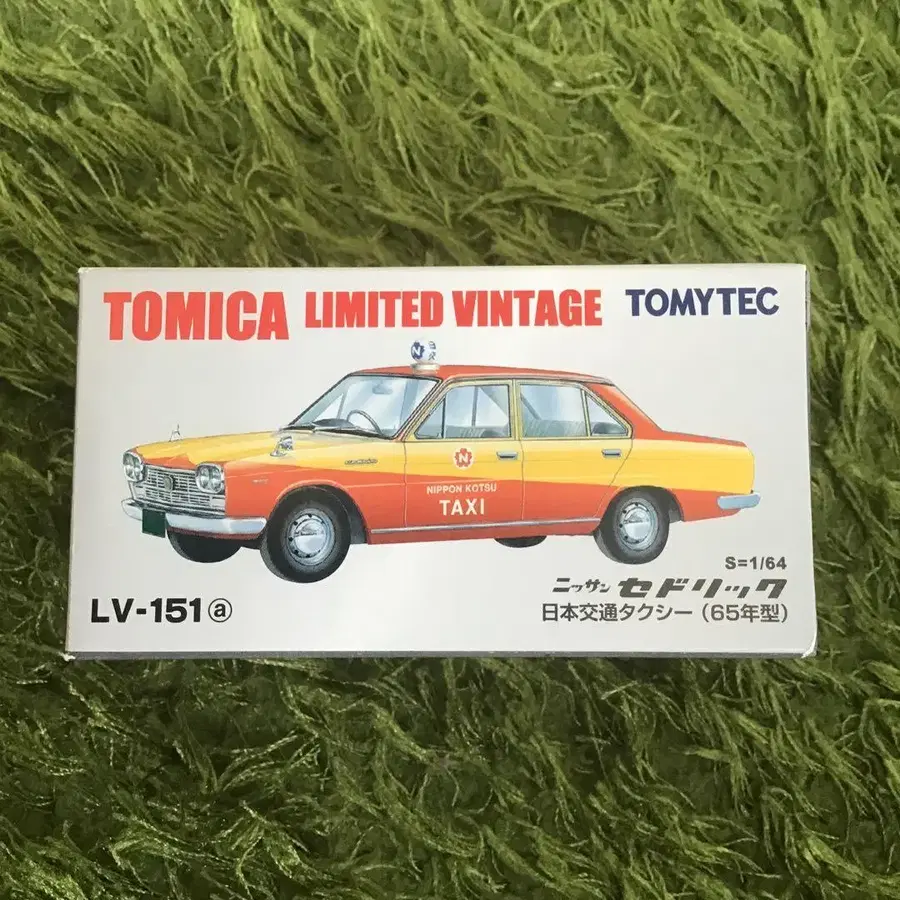 TOMICA LIMITED VINTAGE TOMYTEC
N
NIPPON KOTSU
TAXI
S=1/64
LV-151ⓐ
ニッサン セドリック
日本交通タクシー (65年型)